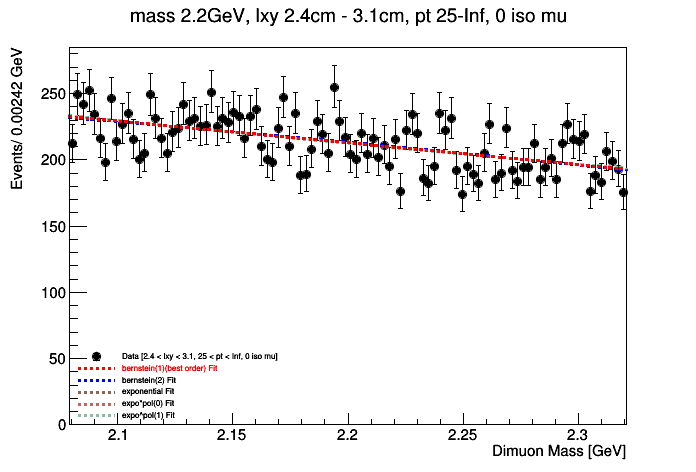 mass 2.2GeV, lxy 2.4cm - 3.1cm, pt 25-Inf, 0 iso mu
Events/ 0.00242 GeV
250
200
150
100
50
0
Data [2.4 < lxy < 3.1, 25 < pt < Inf, 0 iso mu]
bernstein(1)(best order) Fit
bernstein(2) Fit
exponential Fit
expo*pol(0) Fit
expo*pol(1) Fit
2.1 2.15 2.2 2.25 2.3
Dimuon Mass [GeV]